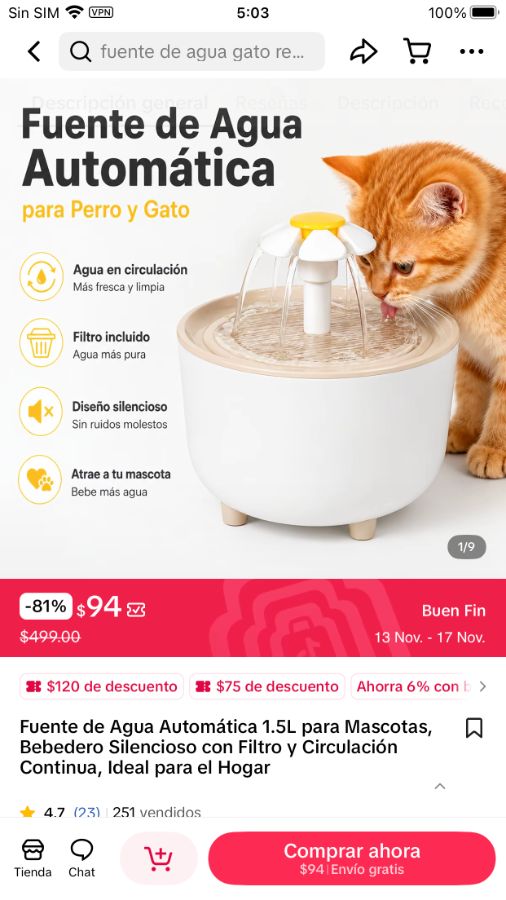 Sin SIM VPN 5:03 100%
fuente de agua gato re...
Descripción general Reseñas Descripción Reco
Fuente de Agua
Automática
para Perro y Gato
Agua en circulación
Más fresca y limpia
Filtro incluido
Agua más pura
Diseño silencioso
Sin ruidos molestos
Atrae a tu mascota
Bebe más agua
1/9
-81% $94
Buen Fin
$499.00
13 Nov. - 17 Nov.
$120 de descuento $75 de descuento Ahorra 6% con b
Fuente de Agua Automática 1.5L para Mascotas,
Bebedero Silencioso con Filtro y Circulación
Continua, Ideal para el Hogar
4.7 (23) 251 vendidos
Tienda Chat
Comprar ahora
$94 | Envío gratis